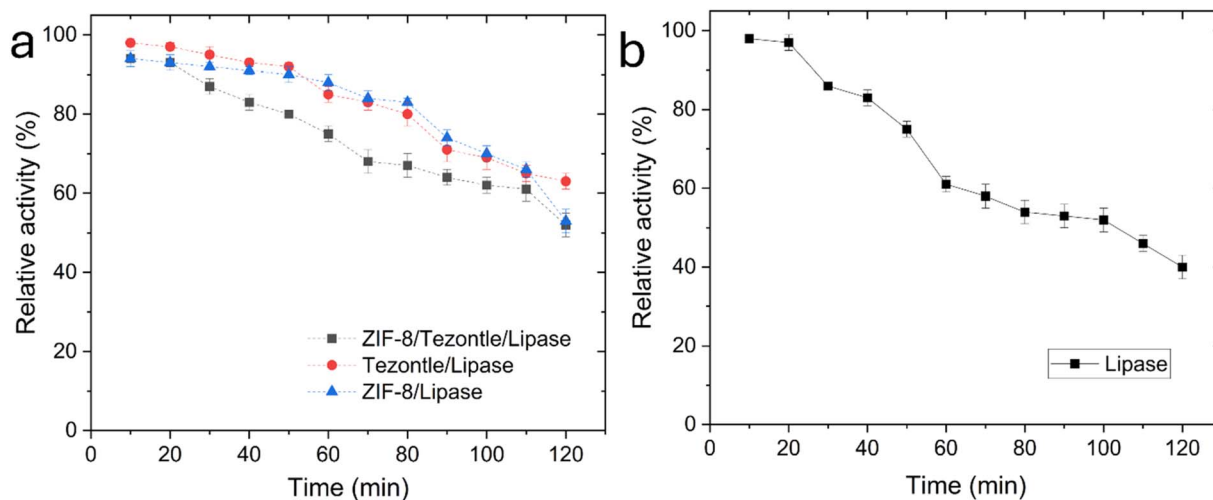 a
100
80
60
40
20
0
Relative activity (%)
ZIF-8/Tezontle/Lipase
Tezontle/Lipase
ZIF-8/Lipase
0 20 40 60 80 100 120
Time (min)
b
100
80
60
40
20
0
Relative activity (%)
Lipase
0 20 40 60 80 100 120
Time (min)